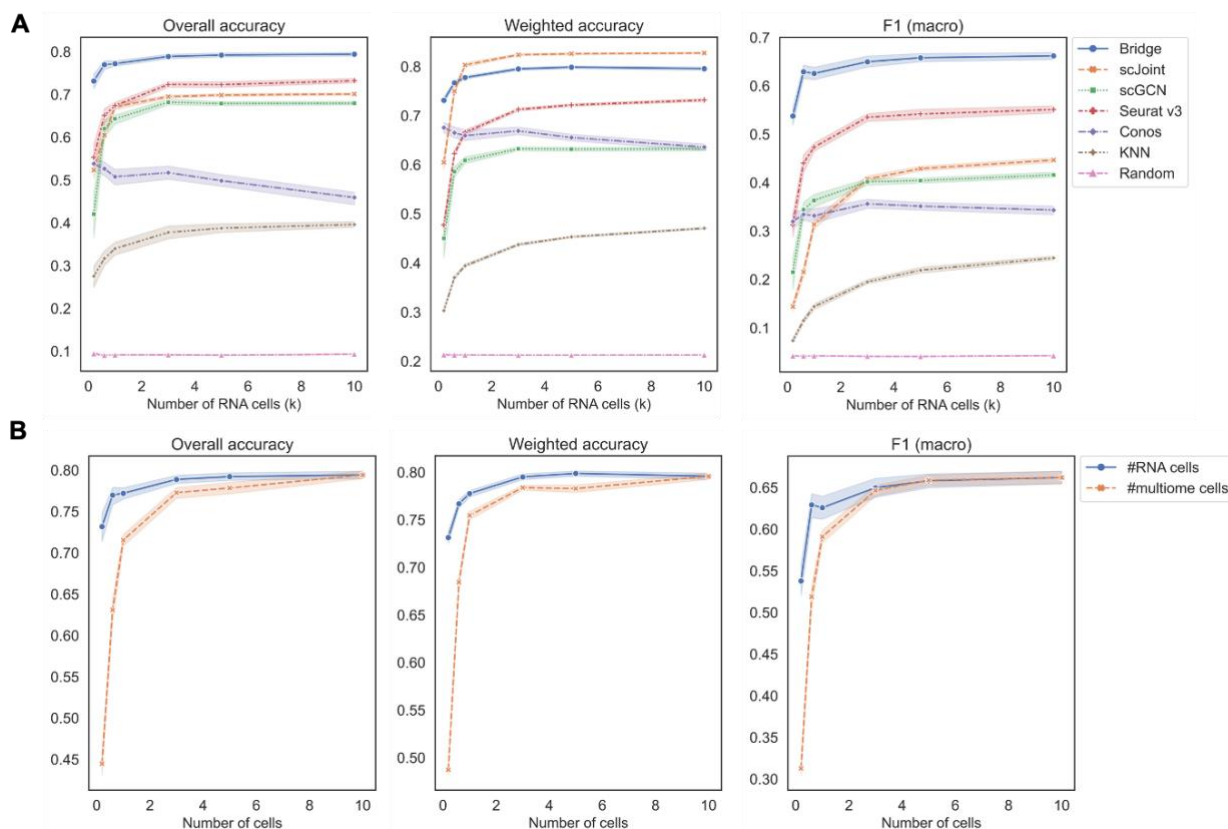 A
Overall accuracy
0.8
0.7
0.6
0.5
0.4
0.3
0.2
0.1
0 2 4 6 8 10
Number of RNA cells (k)
Weighted accuracy
0.8
0.7
0.6
0.5
0.4
0.3
0.2
0 2 4 6 8 10
Number of RNA cells (k)
F1 (macro)
0.7
0.6
0.5
0.4
0.3
0.2
0.1
0 2 4 6 8 10
Number of RNA cells (k)
Bridge
scJoint
scGCN
Seurat v3
Conos
KNN
Random
B
Overall accuracy
0.80
0.75
0.70
0.65
0.60
0.55
0.50
0.45
0 2 4 6 8 10
Number of cells
Weighted accuracy
0.80
0.75
0.70
0.65
0.60
0.55
0.50
0 2 4 6 8 10
Number of cells
F1 (macro)
0.65
0.60
0.55
0.50
0.45
0.40
0.35
0.30
0 2 4 6 8 10
Number of cells
#RNA cells
#multiome cells